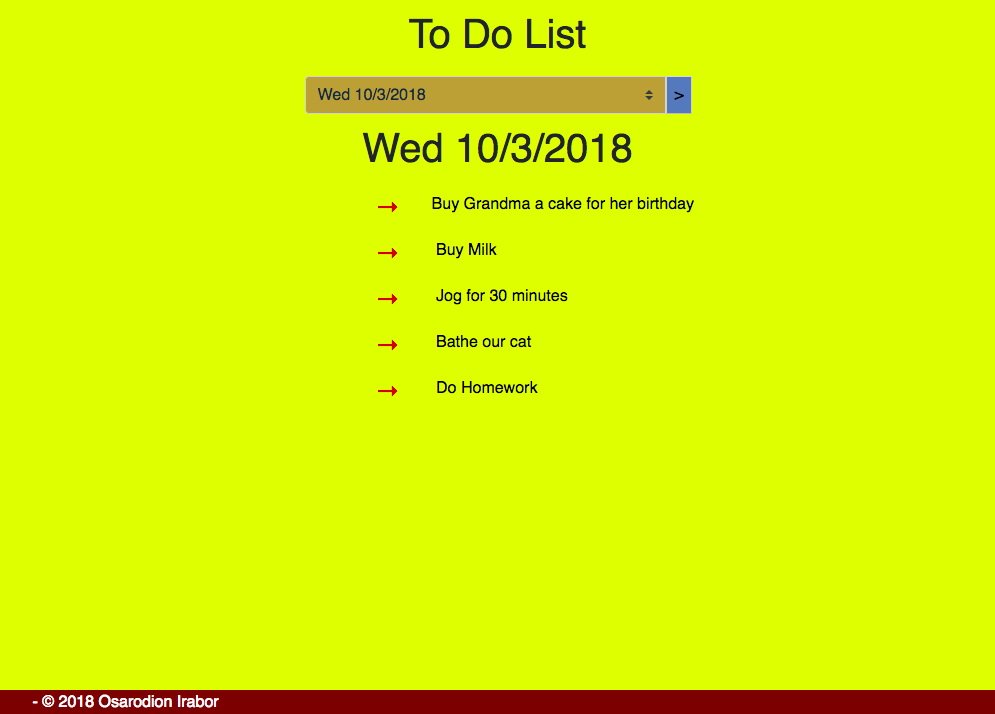 To Do List
Wed 10/3/2018 >
Wed 10/3/2018
→ Buy Grandma a cake for her birthday
→ Buy Milk
→ Jog for 30 minutes
→ Bathe our cat
→ Do Homework
- © 2018 Osarodion Irabor